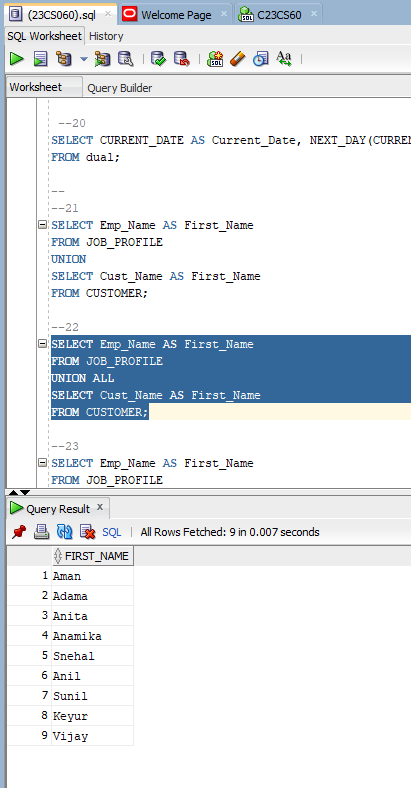 (23CS060).sql Welcome Page C23CS60
SQL Worksheet History
Worksheet Query Builder
--20
SELECT CURRENT_DATE AS Current_Date, NEXT_DAY(CURREN
FROM dual;
--
--21
SELECT Emp_Name AS First_Name
FROM JOB_PROFILE
UNION
SELECT Cust_Name AS First_Name
FROM CUSTOMER;
--22
SELECT Emp_Name AS First_Name
FROM JOB_PROFILE
UNION ALL
SELECT Cust_Name AS First_Name
FROM CUSTOMER;
--23
SELECT Emp_Name AS First_Name
FROM JOB_PROFILE
Query Result x
SQL | All Rows Fetched: 9 in 0.007 seconds
FIRST_NAME
1 Aman
2 Adama
3 Anita
4 Anamika
5 Snehal
6 Anil
7 Sunil
8 Keyur
9 Vijay